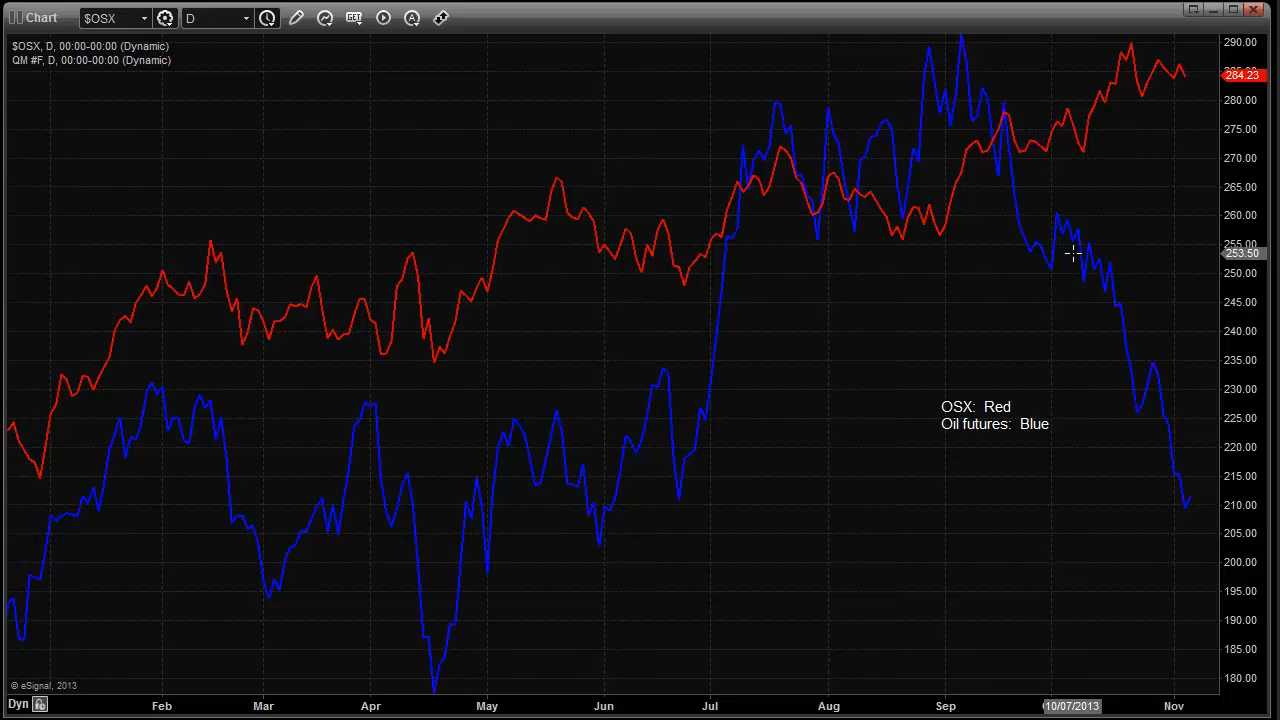 Chart
$OSX
D
GET
A
$OSX, D, 00:00-00:00 (Dynamic)
QM #F, D, 00:00-00:00 (Dynamic)
290.00
284.23
280.00
275.00
270.00
265.00
260.00
255.00
253.50
250.00
245.00
240.00
235.00
230.00
225.00
220.00
215.00
210.00
205.00
200.00
195.00
190.00
185.00
180.00
OSX: Red
Oil futures: Blue
© eSignal, 2013
Dyn
Feb
Mar
Apr
May
Jun
Jul
Aug
Sep
10/07/2013
Nov